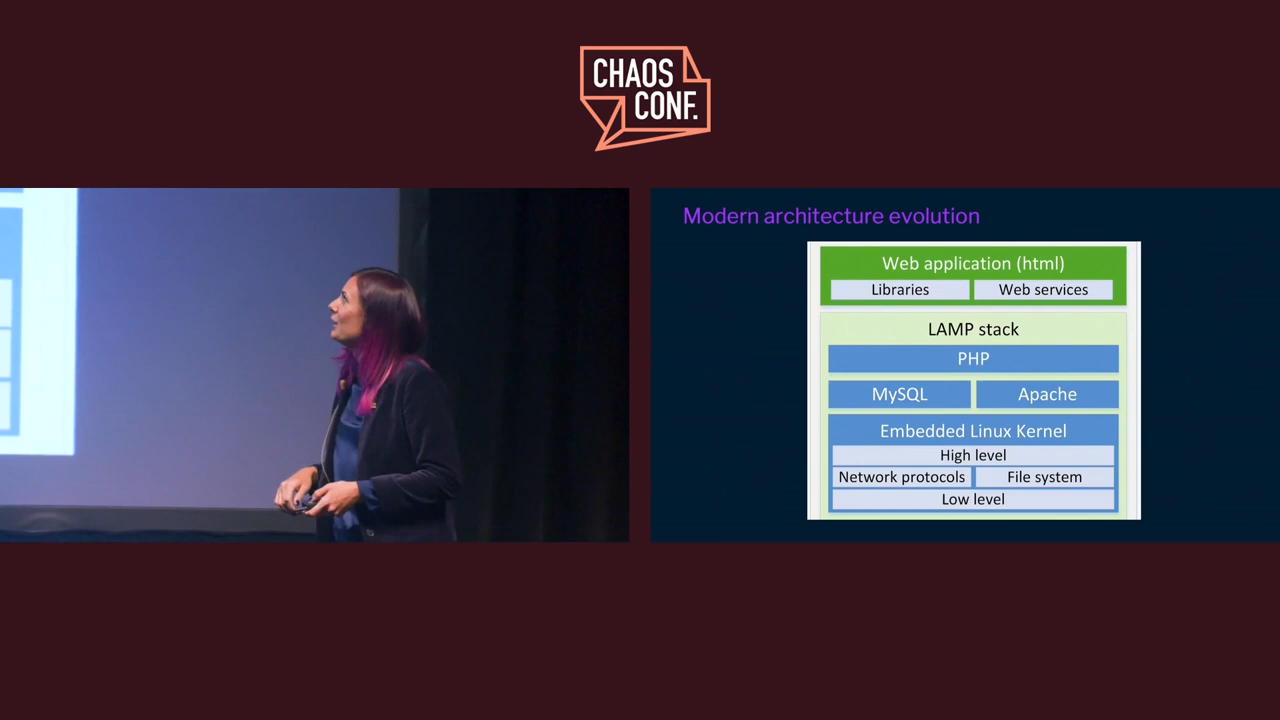 CHAOS
CONF.
Modern architecture evolution
Web application (html)
Libraries
Web services
LAMP stack
PHP
MySQL
Apache
Embedded Linux Kernel
High level
Network protocols
File system
Low level